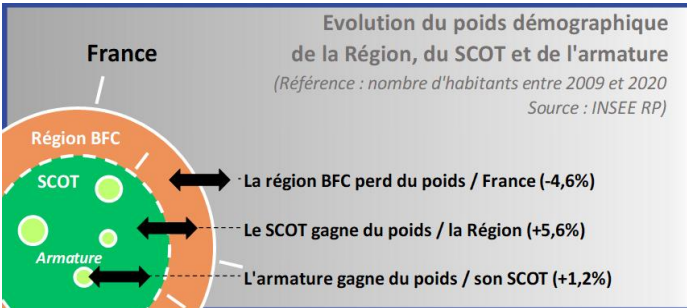 Evolution du poids démographique
de la Région, du SCOT et de l'armature
(Référence : nombre d'habitants entre 2009 et 2020
Source : INSEE RP)
France
Région BFC
SCOT
Armature
La région BFC perd du poids / France (-4,6%)
Le SCOT gagne du poids / la Région (+5,6%)
L'armature gagne du poids / son SCOT (+1,2%)